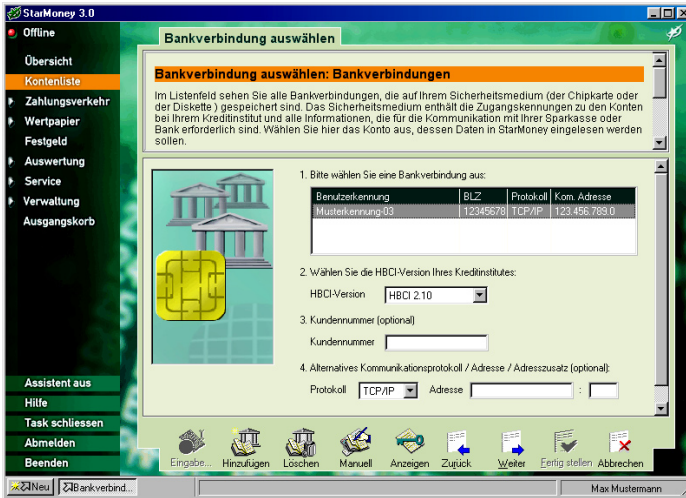 StarMoney 3.0
Offline
Bankverbindung auswählen
Übersicht
Kontenliste
Zahlungsverkehr
Wertpapier
Festgeld
Auswertung
Service
Verwaltung
Ausgangskorb
Bankverbindung auswählen: Bankverbindungen
Im Listenfeld sehen Sie alle Bankverbindungen, die auf Ihrem Sicherheitsmedium (der Chipkarte oder
der Diskette ) gespeichert sind. Das Sicherheitsmedium enthält die Zugangskennungen zu den Konten
bei Ihrem Kreditinstitut und alle Informationen, die für die Kommunikation mit Ihrer Sparkasse oder
Bank erforderlich sind. Wählen Sie hier das Konto aus, dessen Daten in StarMoney eingelesen werden
sollen.
1. Bitte wählen Sie eine Bankverbindung aus:
Benutzerkennung BLZ Protokoll Kom. Adresse
Musterkennung-03 12345678 TCP/IP 123.456.789.0
2. Wählen Sie die HBCI-Version Ihres Kreditinstitutes:
HBCI-Version HBCI 2.10
3. Kundennummer (optional)
Kundennummer
4. Alternatives Kommunikationsprotokoll / Adresse / Adresszusatz (optional):
Protokoll TCP/IP Adresse :
Assistent aus
Hilfe
Task schliessen
Abmelden
Beenden
Eingabe... Hinzufügen Löschen Manuell Anzeigen Zurück Weiter Fertig stellen Abbrechen
Neu Bankverbind... Max Mustermann